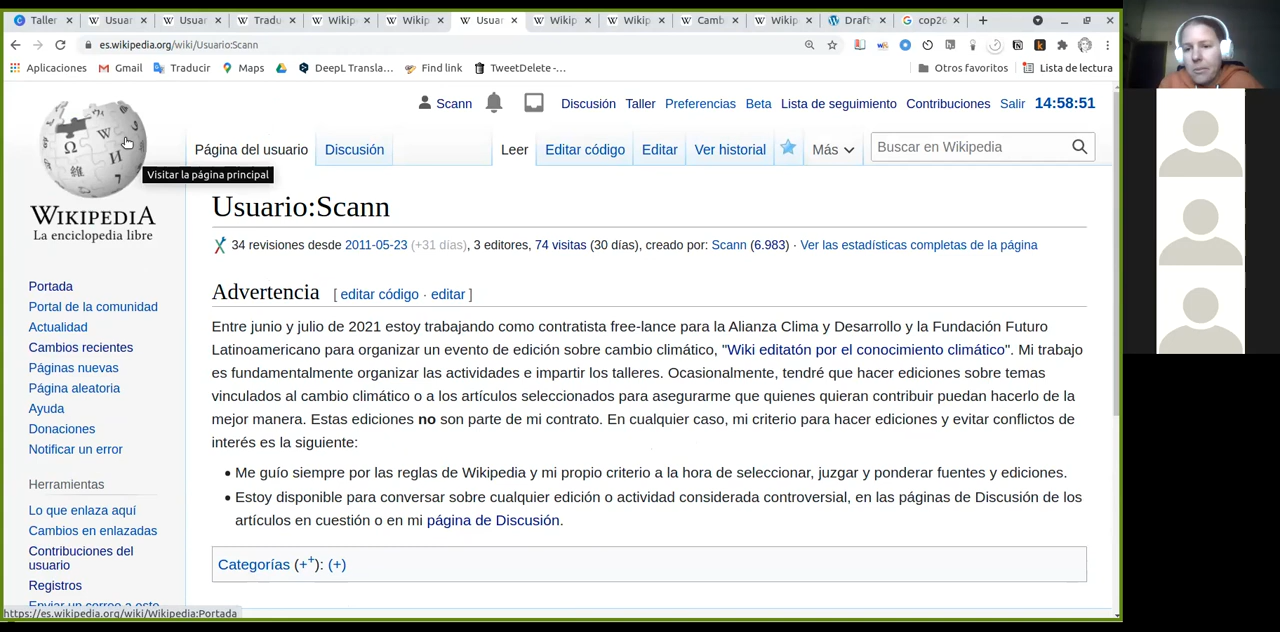 Taller
Usuar
Usuar
Tradu
Wikip
Wikip
Usuar
Wikip
Wikip
Camb
Wikip
Draft
cop26
es.wikipedia.org/wiki/Usuario:Scann
Aplicaciones
Gmail
Traducir
Maps
DeepL Transla...
Find link
TweetDelete -...
Otros favoritos
Lista de lectura
Scann
Discusión
Taller
Preferencias
Beta
Lista de seguimiento
Contribuciones
Salir
14:58:51
Página del usuario
Discusión
Leer
Editar código
Editar
Ver historial
Más
Buscar en Wikipedia
Visitar la página principal
WIKIPEDIA
La enciclopedia libre
Portada
Portal de la comunidad
Actualidad
Cambios recientes
Páginas nuevas
Página aleatoria
Ayuda
Donaciones
Notificar un error
Herramientas
Lo que enlaza aquí
Cambios en enlazadas
Contribuciones del
usuario
Registros
Enviar un correo a este
https://es.wikipedia.org/wiki/Wikipedia:Portada
Usuario:Scann
34 revisiones desde 2011-05-23 (+31 días), 3 editores, 74 visitas (30 días), creado por: Scann (6.983) · Ver las estadísticas completas de la página
Advertencia [ editar código · editar ]
Entre junio y julio de 2021 estoy trabajando como contratista free-lance para la Alianza Clima y Desarrollo y la Fundación Futuro
Latinoamericano para organizar un evento de edición sobre cambio climático, "Wiki editatón por el conocimiento climático". Mi trabajo
es fundamentalmente organizar las actividades e impartir los talleres. Ocasionalmente, tendré que hacer ediciones sobre temas
vinculados al cambio climático o a los artículos seleccionados para asegurarme que quienes quieran contribuir puedan hacerlo de la
mejor manera. Estas ediciones no son parte de mi contrato. En cualquier caso, mi criterio para hacer ediciones y evitar conflictos de
interés es la siguiente:
• Me guío siempre por las reglas de Wikipedia y mi propio criterio a la hora de seleccionar, juzgar y ponderar fuentes y ediciones.
• Estoy disponible para conversar sobre cualquier edición o actividad considerada controversial, en las páginas de Discusión de los
artículos en cuestión o en mi página de Discusión.
Categorías (+⁺): (+)